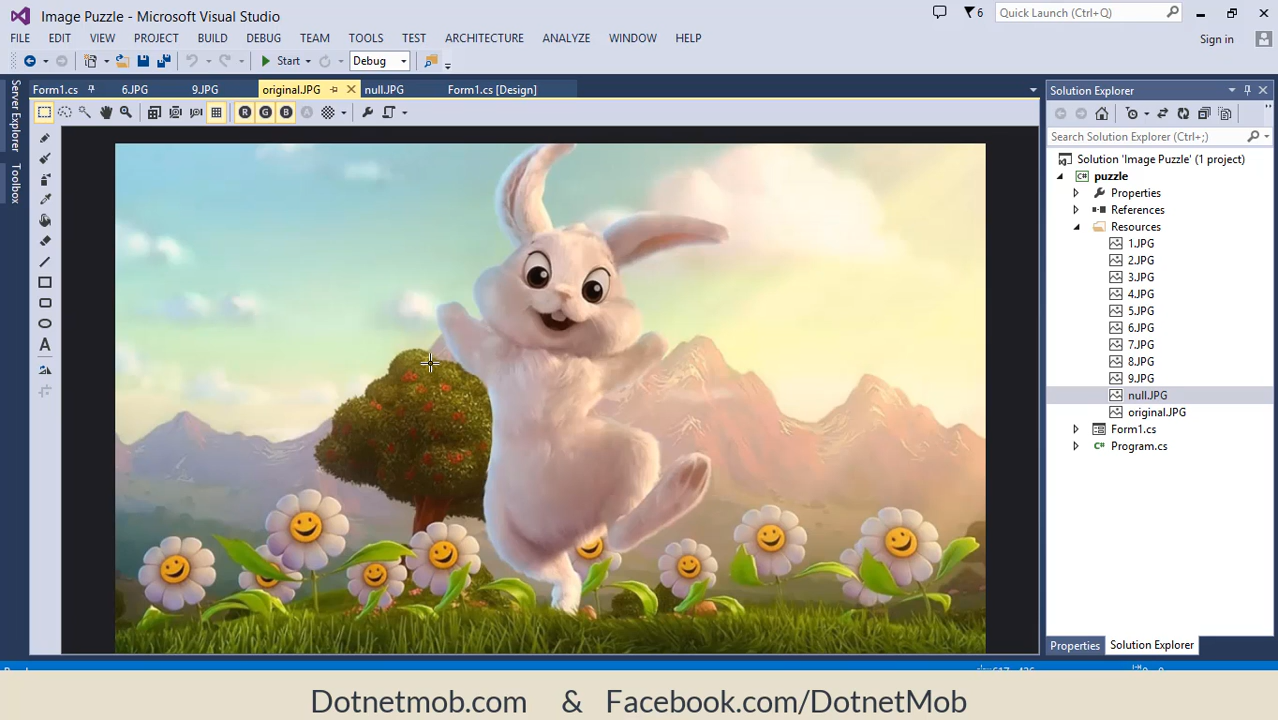 Image Puzzle - Microsoft Visual Studio
6
Quick Launch (Ctrl+Q)
FILE EDIT VIEW PROJECT BUILD DEBUG TEAM TOOLS TEST ARCHITECTURE ANALYZE WINDOW HELP
Sign in
Start Debug
Form1.cs 6.JPG 9.JPG original.JPG null.JPG Form1.cs [Design]
R G B A
A
Server Explorer
Toolbox
Solution Explorer
Search Solution Explorer (Ctrl+;)
Solution 'Image Puzzle' (1 project)
C# puzzle
Properties
References
Resources
1.JPG
2.JPG
3.JPG
4.JPG
5.JPG
6.JPG
7.JPG
8.JPG
9.JPG
null.JPG
original.JPG
Form1.cs
C# Program.cs
Properties Solution Explorer
Dotnetmob.com & Facebook.com/DotnetMob